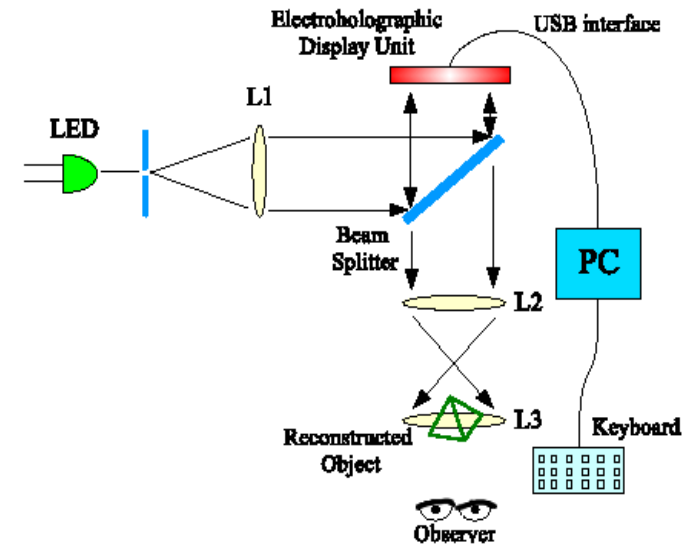 Electroholographic
Display Unit
USB interface
L1
LED
Beam
Splitter
PC
L2
L3
Reconstructed
Object
Keyboard
Observer